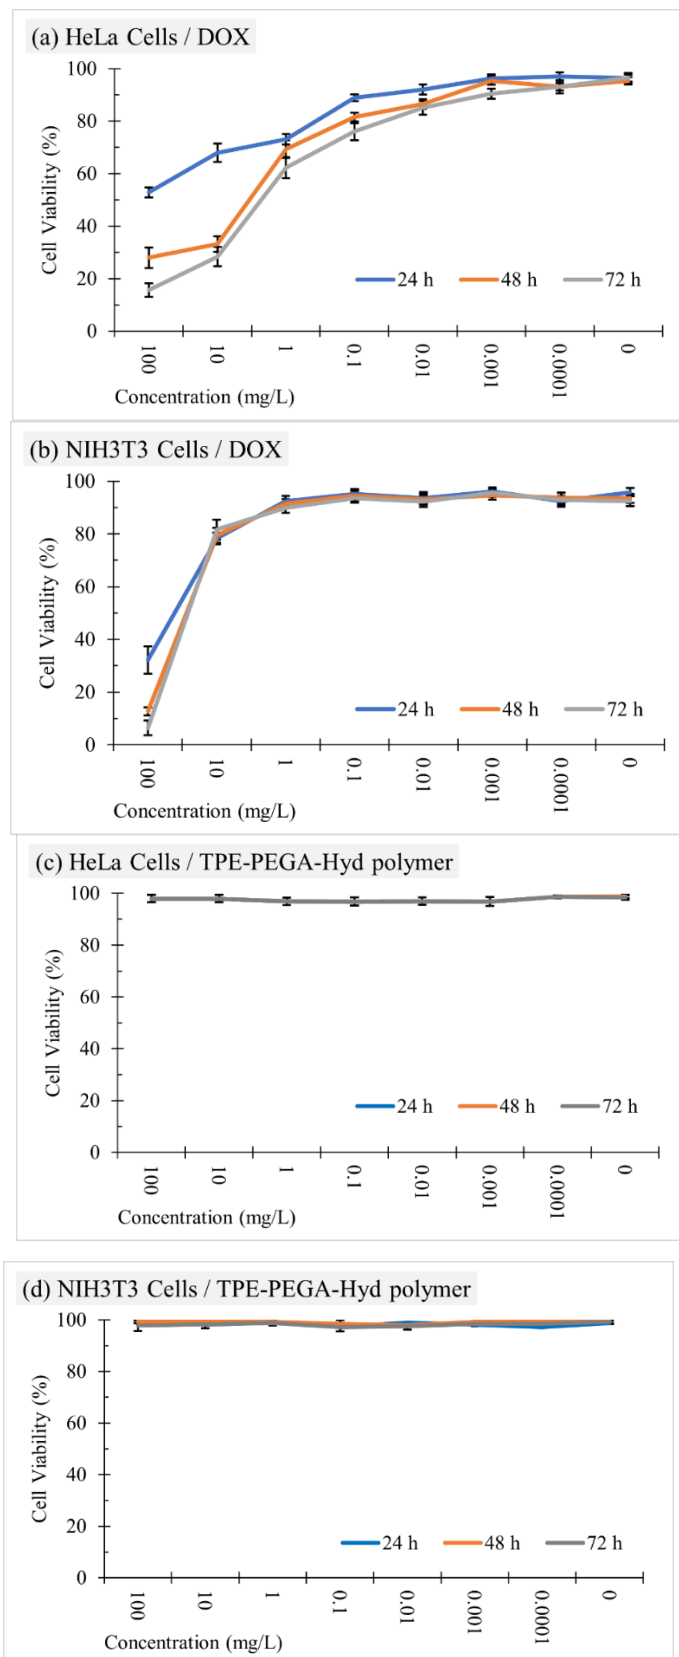 (a) HeLa Cells / DOX
100
80
60
40
20
0
Cell Viability (%)
24 h 48 h 72 h
100 10 1 0.1 0.01 0.001 0.0001 0
Concentration (mg/L)
(b) NIH3T3 Cells / DOX
100
80
60
40
20
0
Cell Viability (%)
24 h 48 h 72 h
100 10 1 0.1 0.01 0.001 0.0001 0
Concentration (mg/L)
(c) HeLa Cells / TPE-PEGA-Hyd polymer
100
80
60
40
20
0
Cell Viability (%)
24 h 48 h 72 h
100 10 1 0.1 0.01 0.001 0.0001 0
Concentration (mg/L)
(d) NIH3T3 Cells / TPE-PEGA-Hyd polymer
100
80
60
40
20
0
Cell Viability (%)
24 h 48 h 72 h
100 10 1 0.1 0.01 0.001 0.0001 0
Concentration (mg/L)